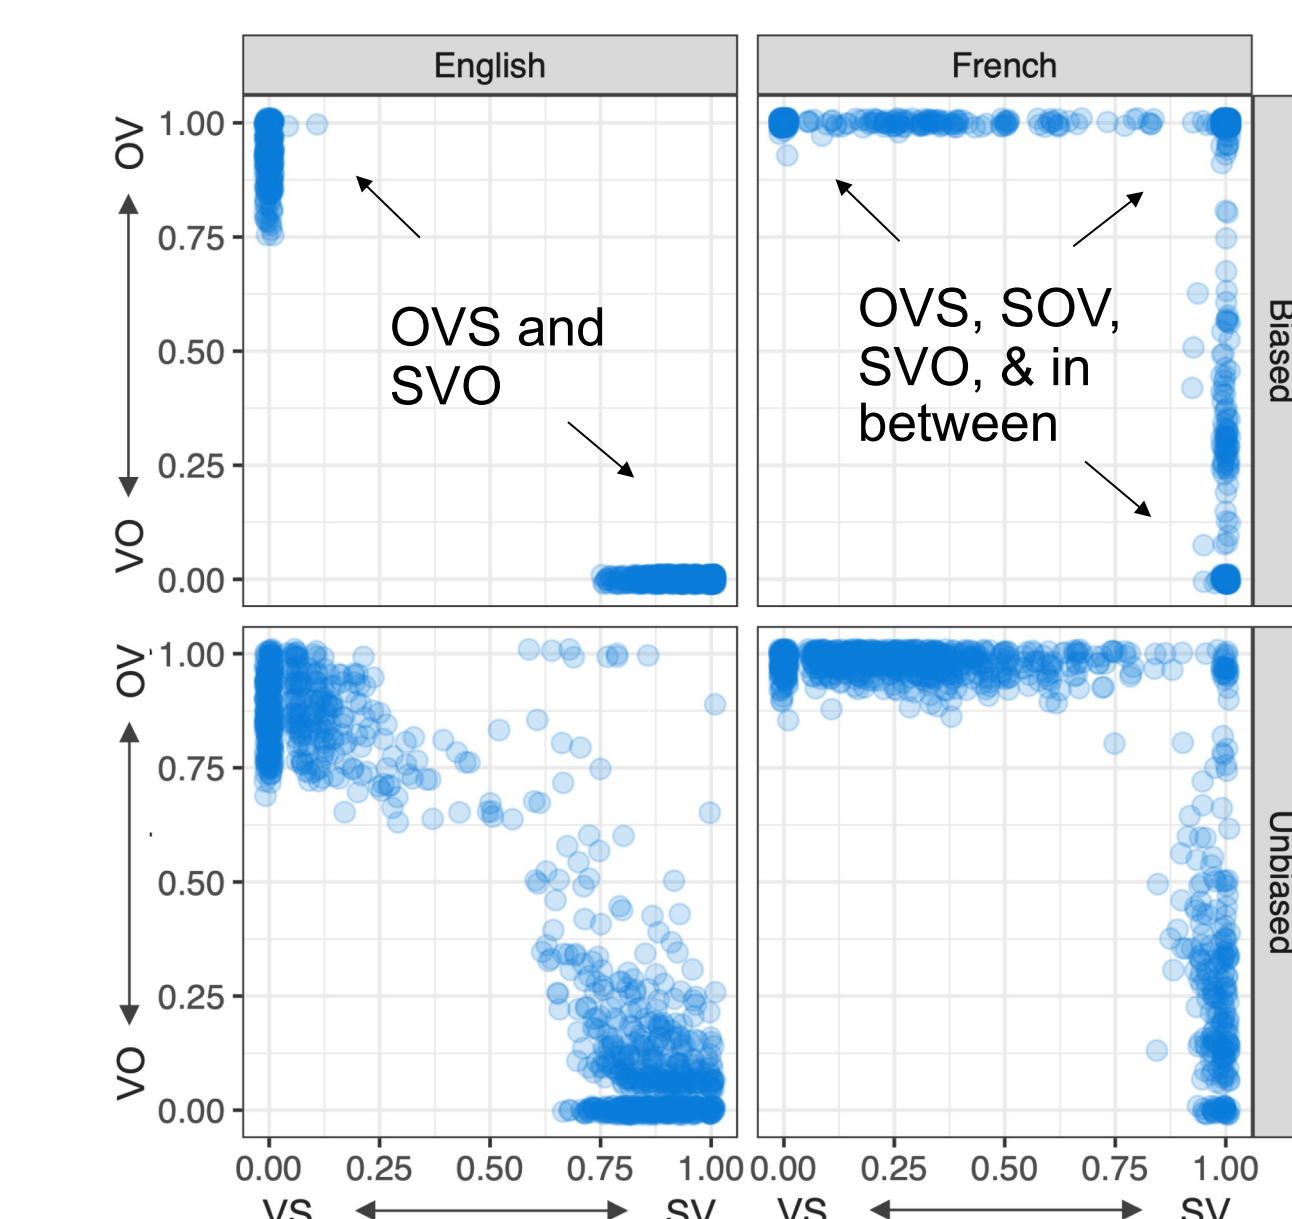 English
French
OV
VO
1.00
0.75
0.50
0.25
0.00
OVS and
SVO
OVS, SOV,
SVO, & in
between
Biased
OV
VO
1.00
0.75
0.50
0.25
0.00
Unbiased
0.00 0.25 0.50 0.75 1.00
0.00 0.25 0.50 0.75 1.00
VS SV
VS SV